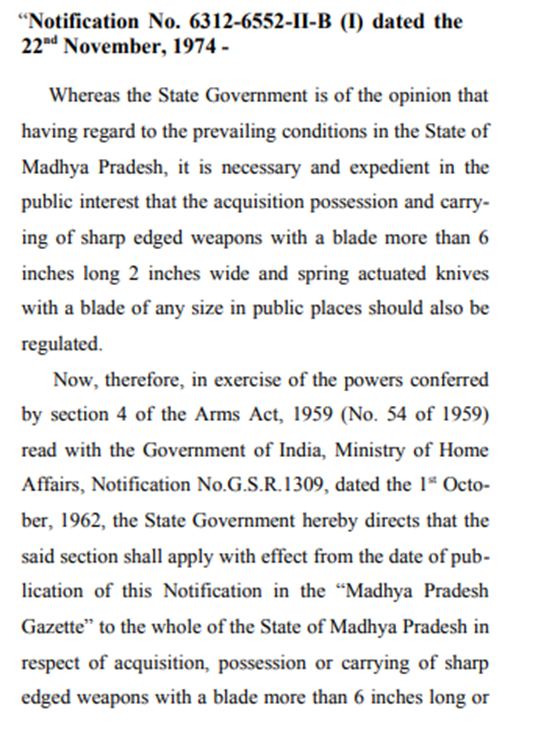 “Notification No. 6312-6552-II-B (I) dated the
22nd November, 1974 -
Whereas the State Government is of the opinion that
having regard to the prevailing conditions in the State of
Madhya Pradesh, it is necessary and expedient in the
public interest that the acquisition possession and carry-
ing of sharp edged weapons with a blade more than 6
inches long 2 inches wide and spring actuated knives
with a blade of any size in public places should also be
regulated.
Now, therefore, in exercise of the powers conferred
by section 4 of the Arms Act, 1959 (No. 54 of 1959)
read with the Government of India, Ministry of Home
Affairs, Notification No.G.S.R.1309, dated the 1st Octo-
ber, 1962, the State Government hereby directs that the
said section shall apply with effect from the date of pub-
lication of this Notification in the “Madhya Pradesh
Gazette” to the whole of the State of Madhya Pradesh in
respect of acquisition, possession or carrying of sharp
edged weapons with a blade more than 6 inches long or